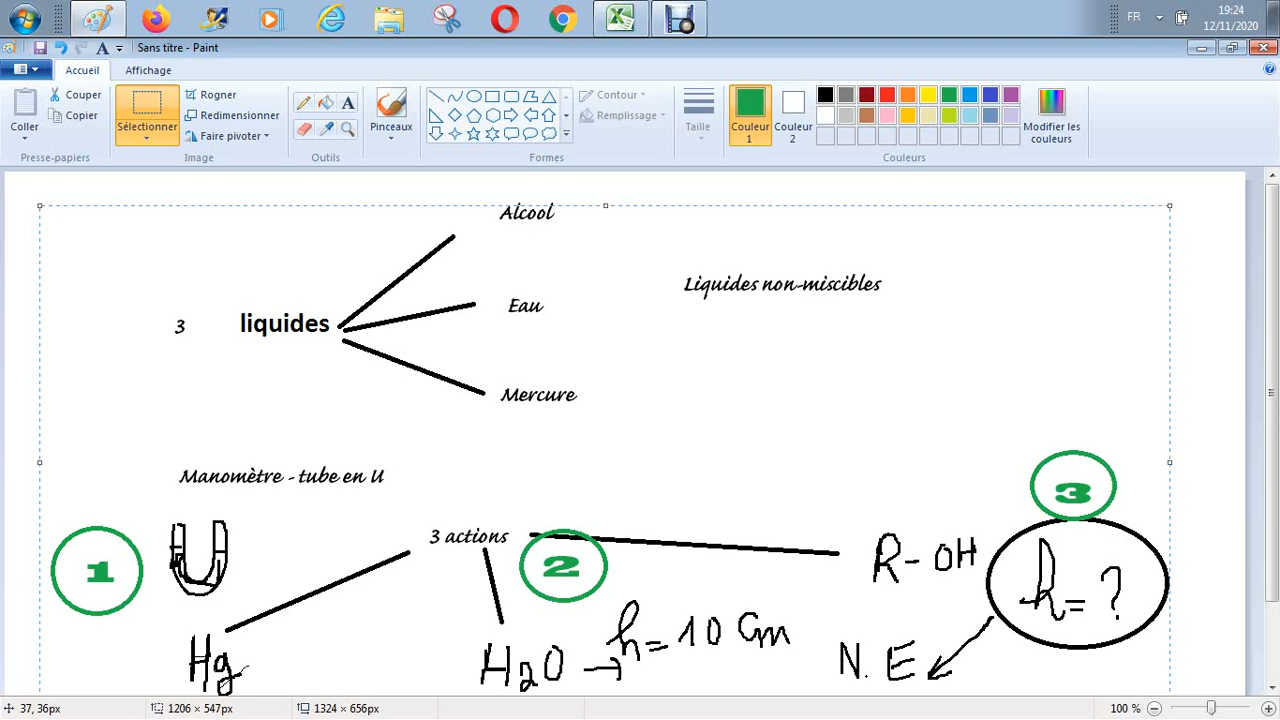 FR
19:24
12/11/2020
Sans titre - Paint
Accueil
Affichage
Coller
Couper
Copier
Presse-papiers
Sélectionner
Rogner
Redimensionner
Faire pivoter
Image
A
Outils
Pinceaux
Contour
Remplissage
Formes
Taille
Couleur 1
Couleur 2
Modifier les couleurs
Couleurs
Alcool
Liquides non-miscibles
Eau
3 liquides
Mercure
Manomètre - tube en U
3
3 actions
1
2
R - OH
h = ?
Hg
H2O → h = 10 Cm
N. E
37, 36px
1206 × 547px
1324 × 656px
100 %